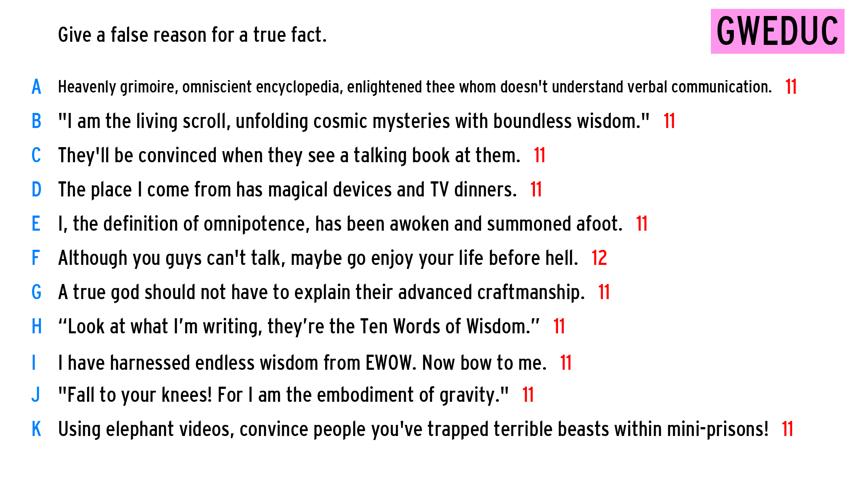 Give a false reason for a true fact.
GWEDUC
A Heavenly grimoire, omniscient encyclopedia, enlightened thee whom doesn't understand verbal communication. 11
B "I am the living scroll, unfolding cosmic mysteries with boundless wisdom." 11
C They'll be convinced when they see a talking book at them. 11
D The place I come from has magical devices and TV dinners. 11
E I, the definition of omnipotence, has been awoken and summoned afoot. 11
F Although you guys can't talk, maybe go enjoy your life before hell. 12
G A true god should not have to explain their advanced craftmanship. 11
H “Look at what I’m writing, they’re the Ten Words of Wisdom.” 11
I I have harnessed endless wisdom from EWOW. Now bow to me. 11
J "Fall to your knees! For I am the embodiment of gravity." 11
K Using elephant videos, convince people you've trapped terrible beasts within mini-prisons! 11